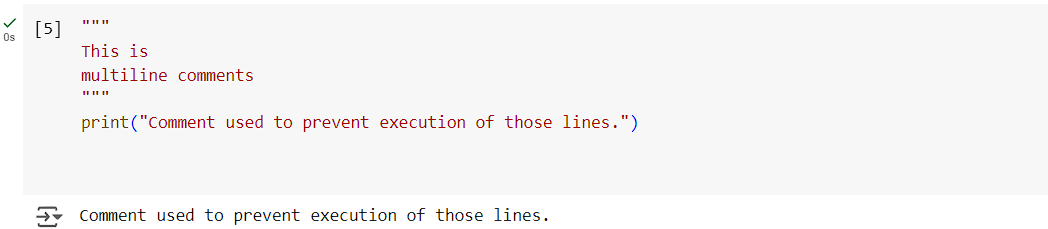 [5] """
0s
This is
multiline comments
"""
print("Comment used to prevent execution of those lines.")
Comment used to prevent execution of those lines.